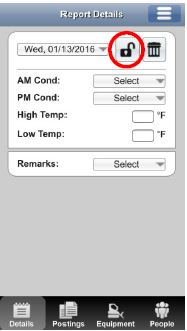 Report Details
Wed, 01/13/2016
AM Cond: Select
PM Cond: Select
High Temp: °F
Low Temp: °F
Remarks: Select
Details Postings Equipment People